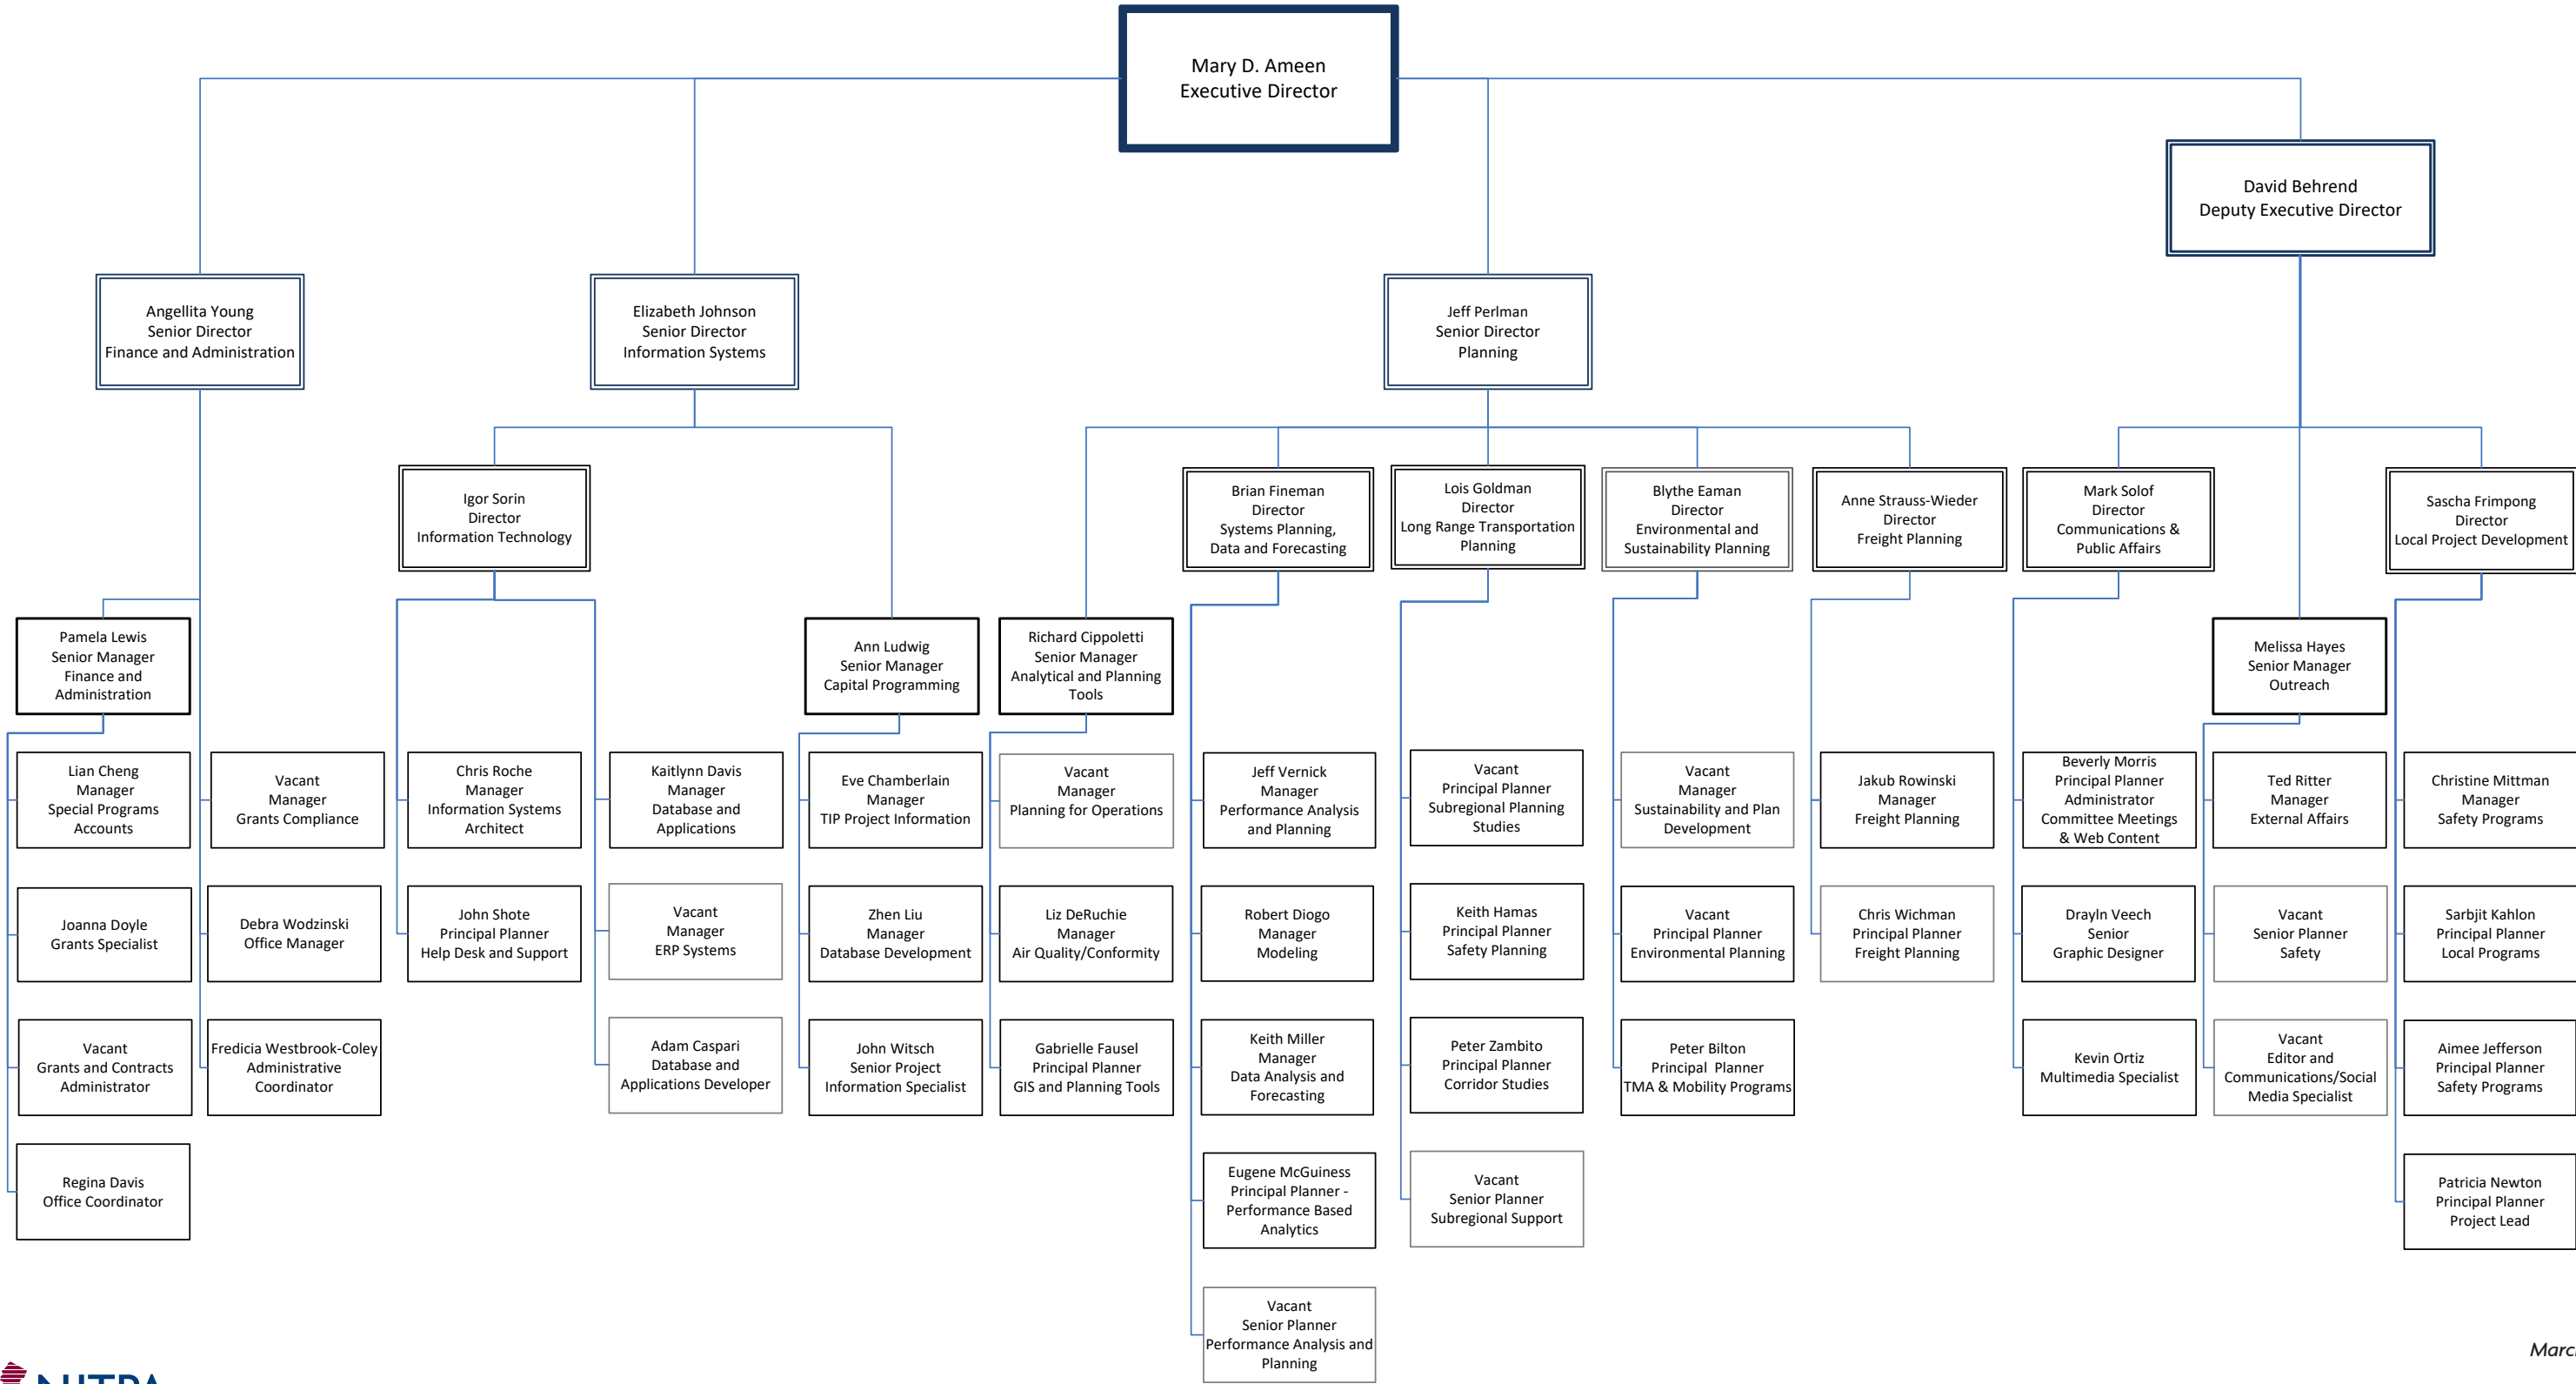 Mary D. Ameen
Executive Director
David Behrend
Deputy Executive Director
Angellita Young
Senior Director
Finance and Administration
Elizabeth Johnson
Senior Director
Information Systems
Jeff Perlman
Senior Director
Planning
Igor Sorin
Director
Information Technology
Brian Fineman
Director
Systems Planning,
Data and Forecasting
Lois Goldman
Director
Long Range Transportation
Planning
Blythe Eaman
Director
Environmental and
Sustainability Planning
Anne Strauss-Wieder
Director
Freight Planning
Mark Solof
Director
Communications &
Public Affairs
Sascha Frimpong
Director
Local Project Development
Pamela Lewis
Senior Manager
Finance and
Administration
Ann Ludwig
Senior Manager
Capital Programming
Richard Cippoletti
Senior Manager
Analytical and Planning
Tools
Melissa Hayes
Senior Manager
Outreach
Lian Cheng
Manager
Special Programs
Accounts
Vacant
Manager
Grants Compliance
Chris Roche
Manager
Information Systems
Architect
Kaitlynn Davis
Manager
Database and
Applications
Eve Chamberlain
Manager
TIP Project Information
Vacant
Manager
Planning for Operations
Jeff Vernick
Manager
Performance Analysis
and Planning
Vacant
Principal Planner
Subregional Planning
Studies
Vacant
Manager
Sustainability and Plan
Development
Jakub Rowinski
Manager
Freight Planning
Beverly Morris
Principal Planner
Administrator
Committee Meetings
& Web Content
Ted Ritter
Manager
External Affairs
Christine Mittman
Manager
Safety Programs
Joanna Doyle
Grants Specialist
Debra Wodzinski
Office Manager
John Shote
Principal Planner
Help Desk and Support
Vacant
Manager
ERP Systems
Zhen Liu
Manager
Database Development
Liz DeRuchie
Manager
Air Quality/Conformity
Robert Diogo
Manager
Modeling
Keith Hamas
Principal Planner
Safety Planning
Vacant
Principal Planner
Environmental Planning
Chris Wichman
Principal Planner
Freight Planning
Drayln Veech
Senior
Graphic Designer
Vacant
Senior Planner
Safety
Sarbjit Kahlon
Principal Planner
Local Programs
Vacant
Grants and Contracts
Administrator
Fredicia Westbrook-Coley
Administrative
Coordinator
Adam Caspari
Database and
Applications Developer
John Witsch
Senior Project
Information Specialist
Gabrielle Fausel
Principal Planner
GIS and Planning Tools
Keith Miller
Manager
Data Analysis and
Forecasting
Peter Zambito
Principal Planner
Corridor Studies
Peter Bilton
Principal Planner
TMA & Mobility Programs
Kevin Ortiz
Multimedia Specialist
Vacant
Editor and
Communications/Social
Media Specialist
Aimee Jefferson
Principal Planner
Safety Programs
Regina Davis
Office Coordinator
Eugene McGuiness
Principal Planner -
Performance Based
Analytics
Vacant
Senior Planner
Subregional Support
Patricia Newton
Principal Planner
Project Lead
Vacant
Senior Planner
Performance Analysis and
Planning
NJTPA